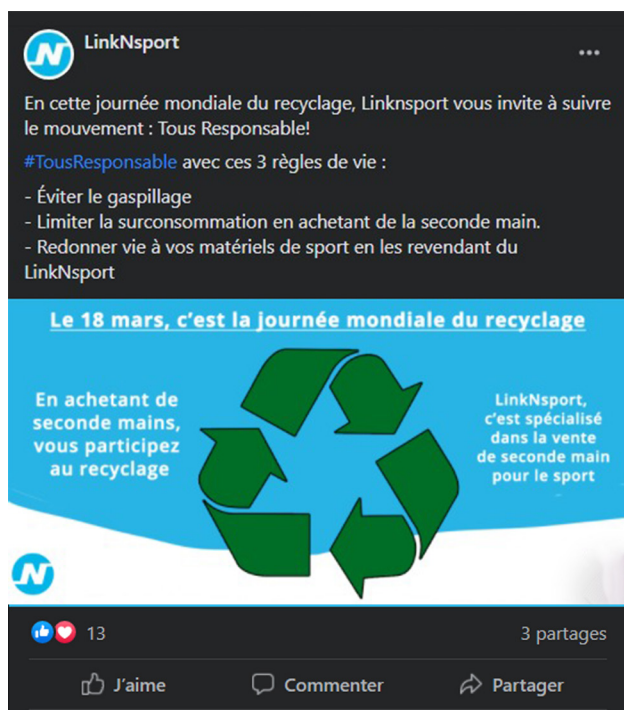 LinkNsport
En cette journée mondiale du recyclage, Linknsport vous invite à suivre
le mouvement : Tous Responsable!
#TousResponsable avec ces 3 règles de vie :
- Éviter le gaspillage
- Limiter la surconsommation en achetant de la seconde main.
- Redonner vie à vos matériels de sport en les revendant du
LinkNsport
Le 18 mars, c'est la journée mondiale du recyclage
En achetant de
seconde mains,
vous participez
au recyclage
LinkNsport,
c'est spécialisé
dans la vente
de seconde main
pour le sport
N
13
3 partages
J'aime
Commenter
Partager